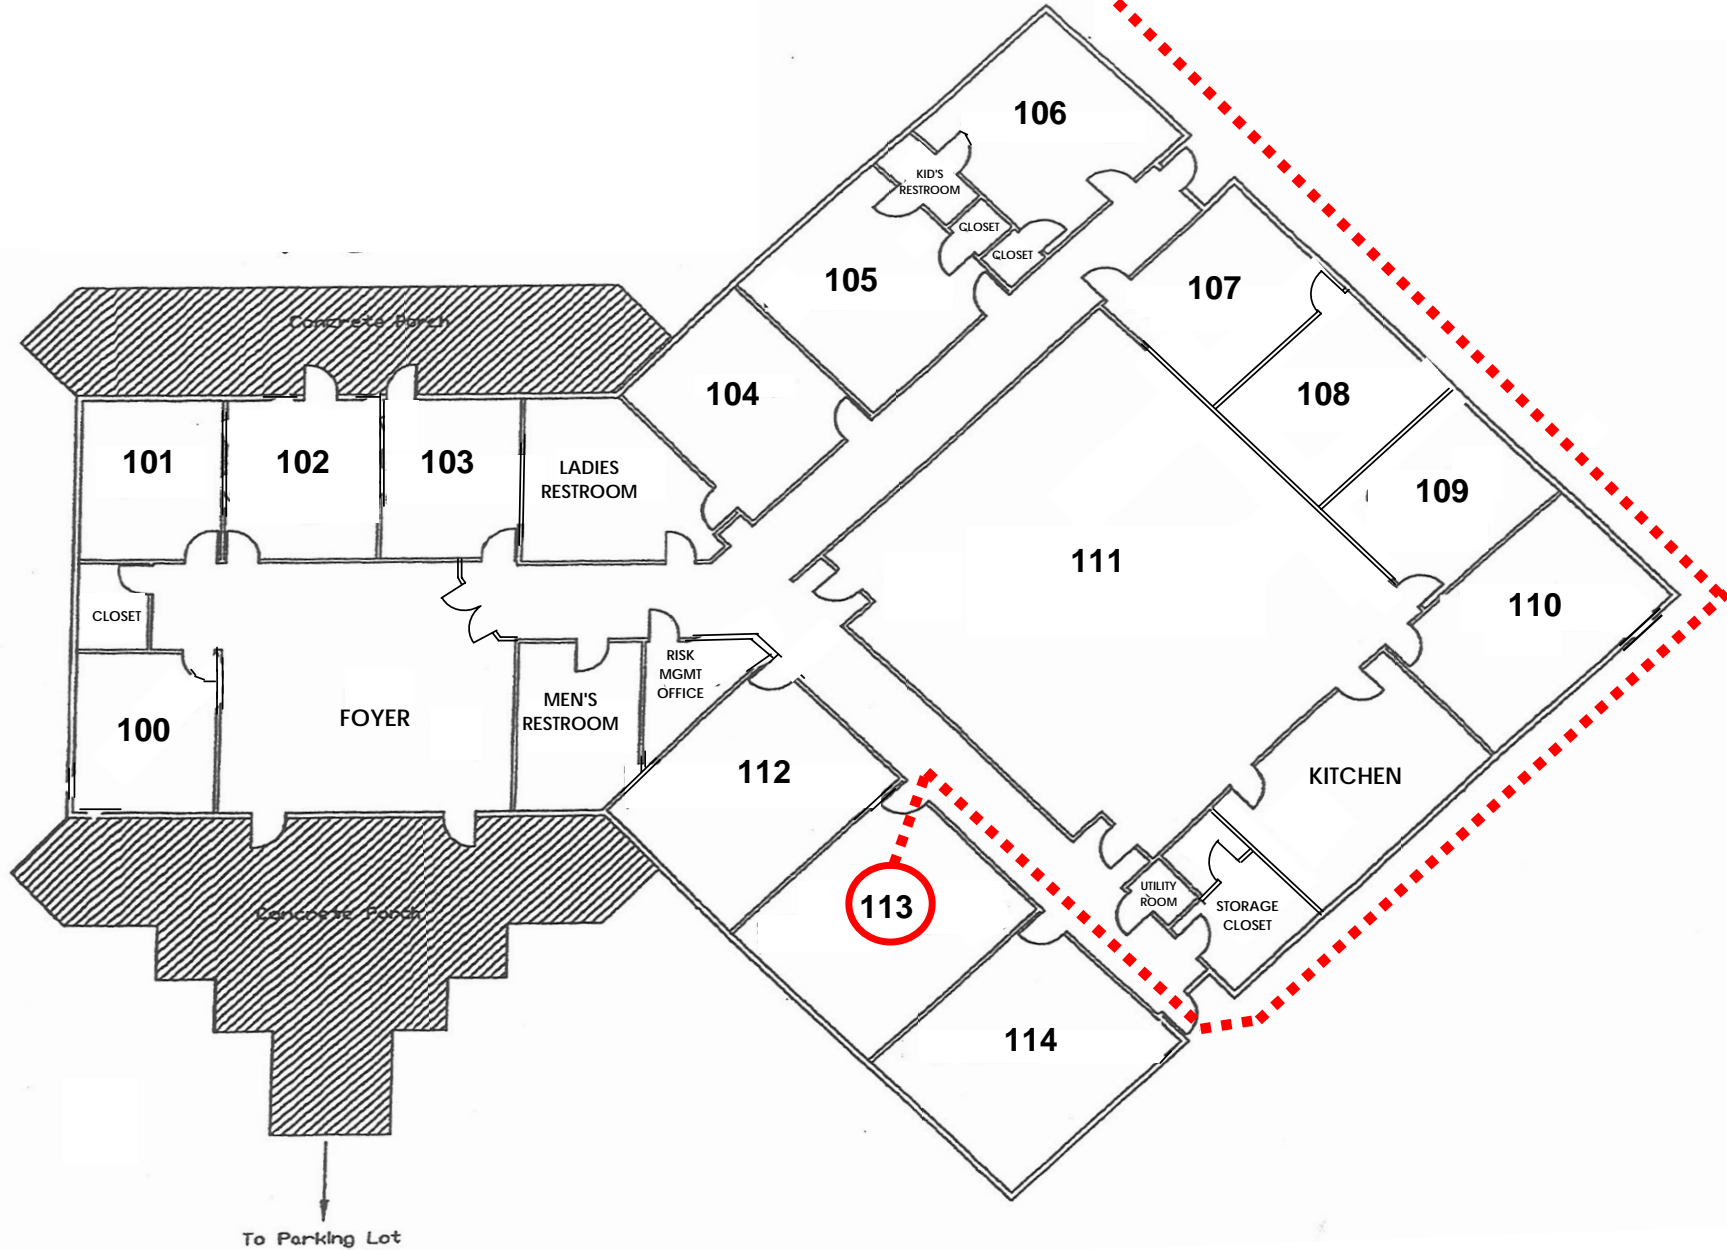 106
KID'S
RESTROOM
CLOSET
CLOSET
105
107
Concrete Porch
104
108
101
102
103
LADIES
RESTROOM
109
111
110
CLOSET
RISK
MGMT
OFFICE
100
FOYER
MEN'S
RESTROOM
112
KITCHEN
113
UTILITY
ROOM
STORAGE
CLOSET
Concrete Porch
114
To Parking Lot